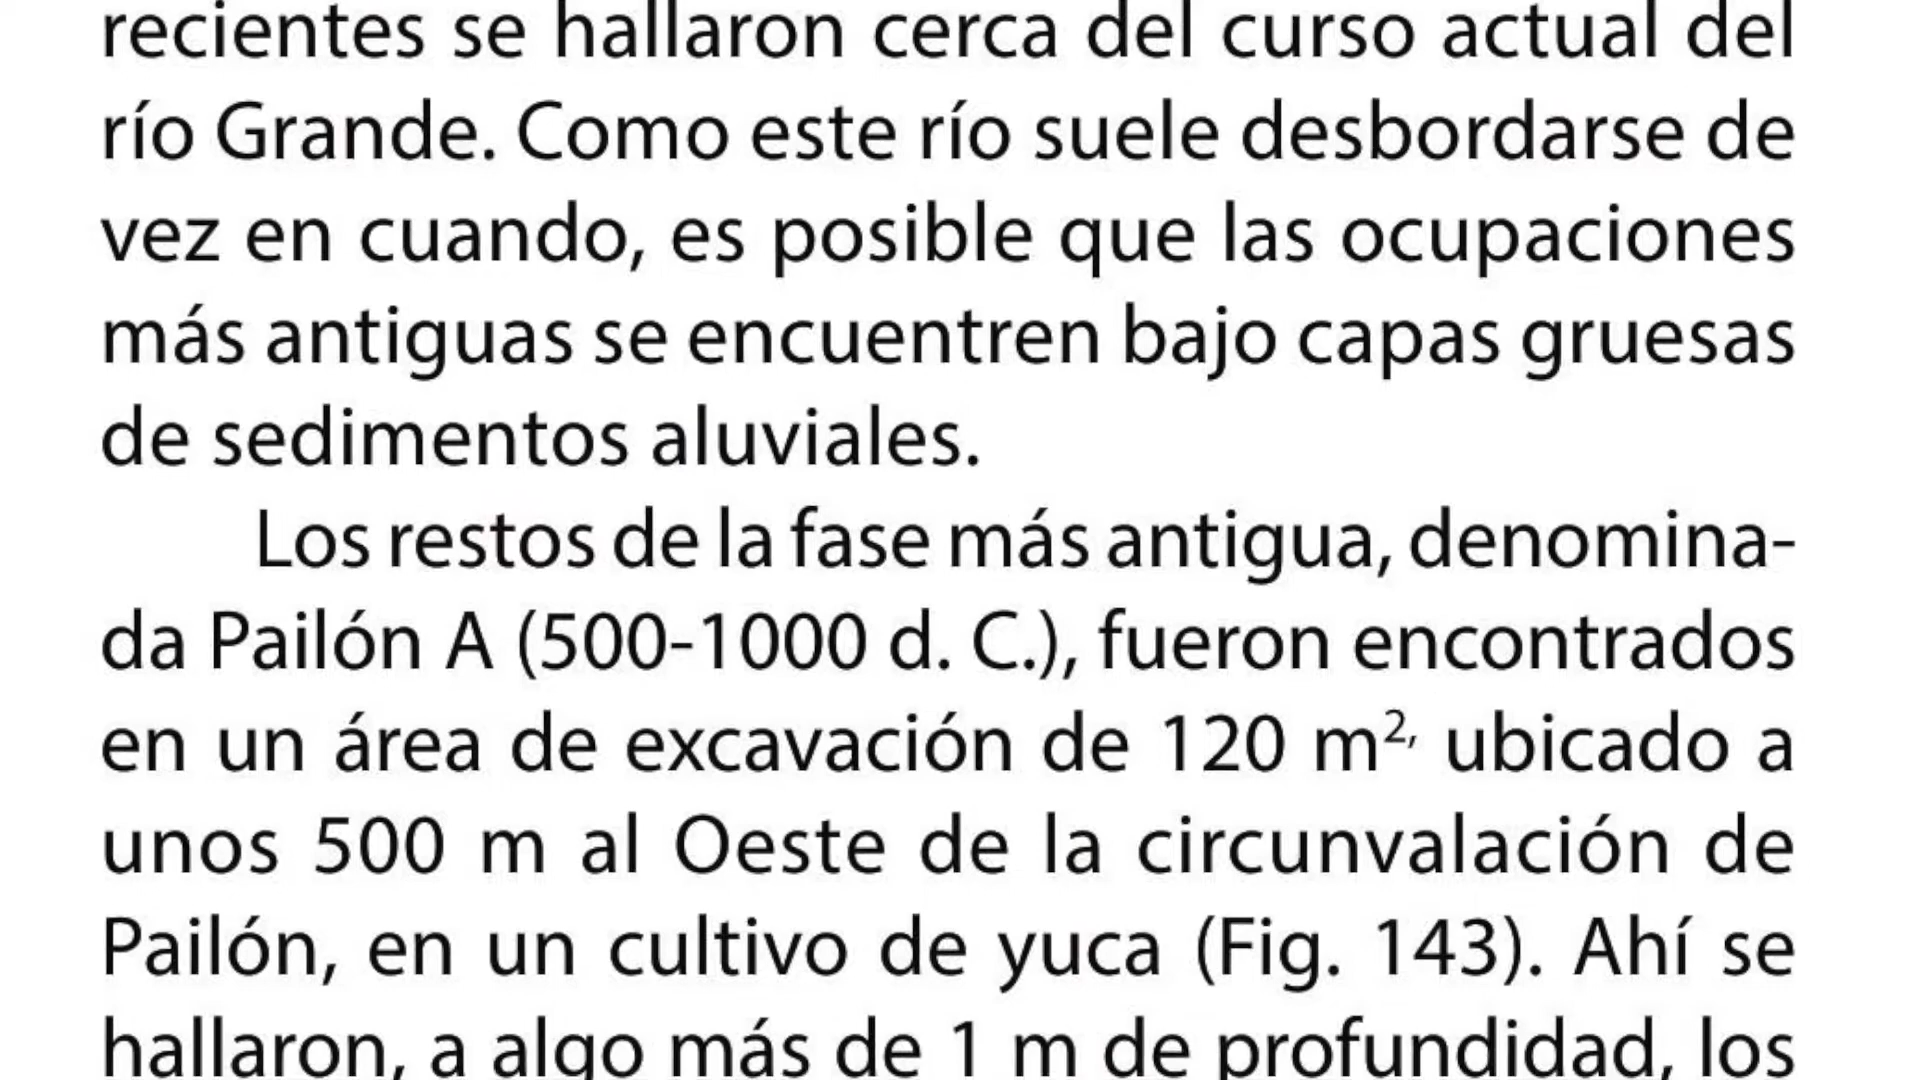 recientes se hallaron cerca del curso actual del
río Grande. Como este río suele desbordarse de
vez en cuando, es posible que las ocupaciones
más antiguas se encuentren bajo capas gruesas
de sedimentos aluviales.
Los restos de la fase más antigua, denomina-
da Pailón A (500-1000 d. C.), fueron encontrados
en un área de excavación de 120 m², ubicado a
unos 500 m al Oeste de la circunvalación de
Pailón, en un cultivo de yuca (Fig. 143). Ahí se
hallaron, a algo más de 1 m de profundidad, los